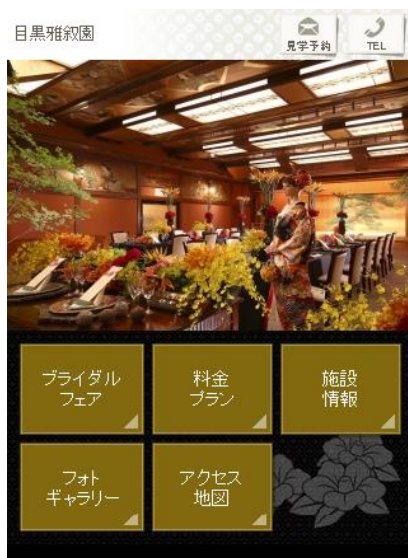 目黒雅叙園
見学予約
TEL
ブライダル
フェア
料金
プラン
施設
情報
フォト
ギャラリー
アクセス
地図